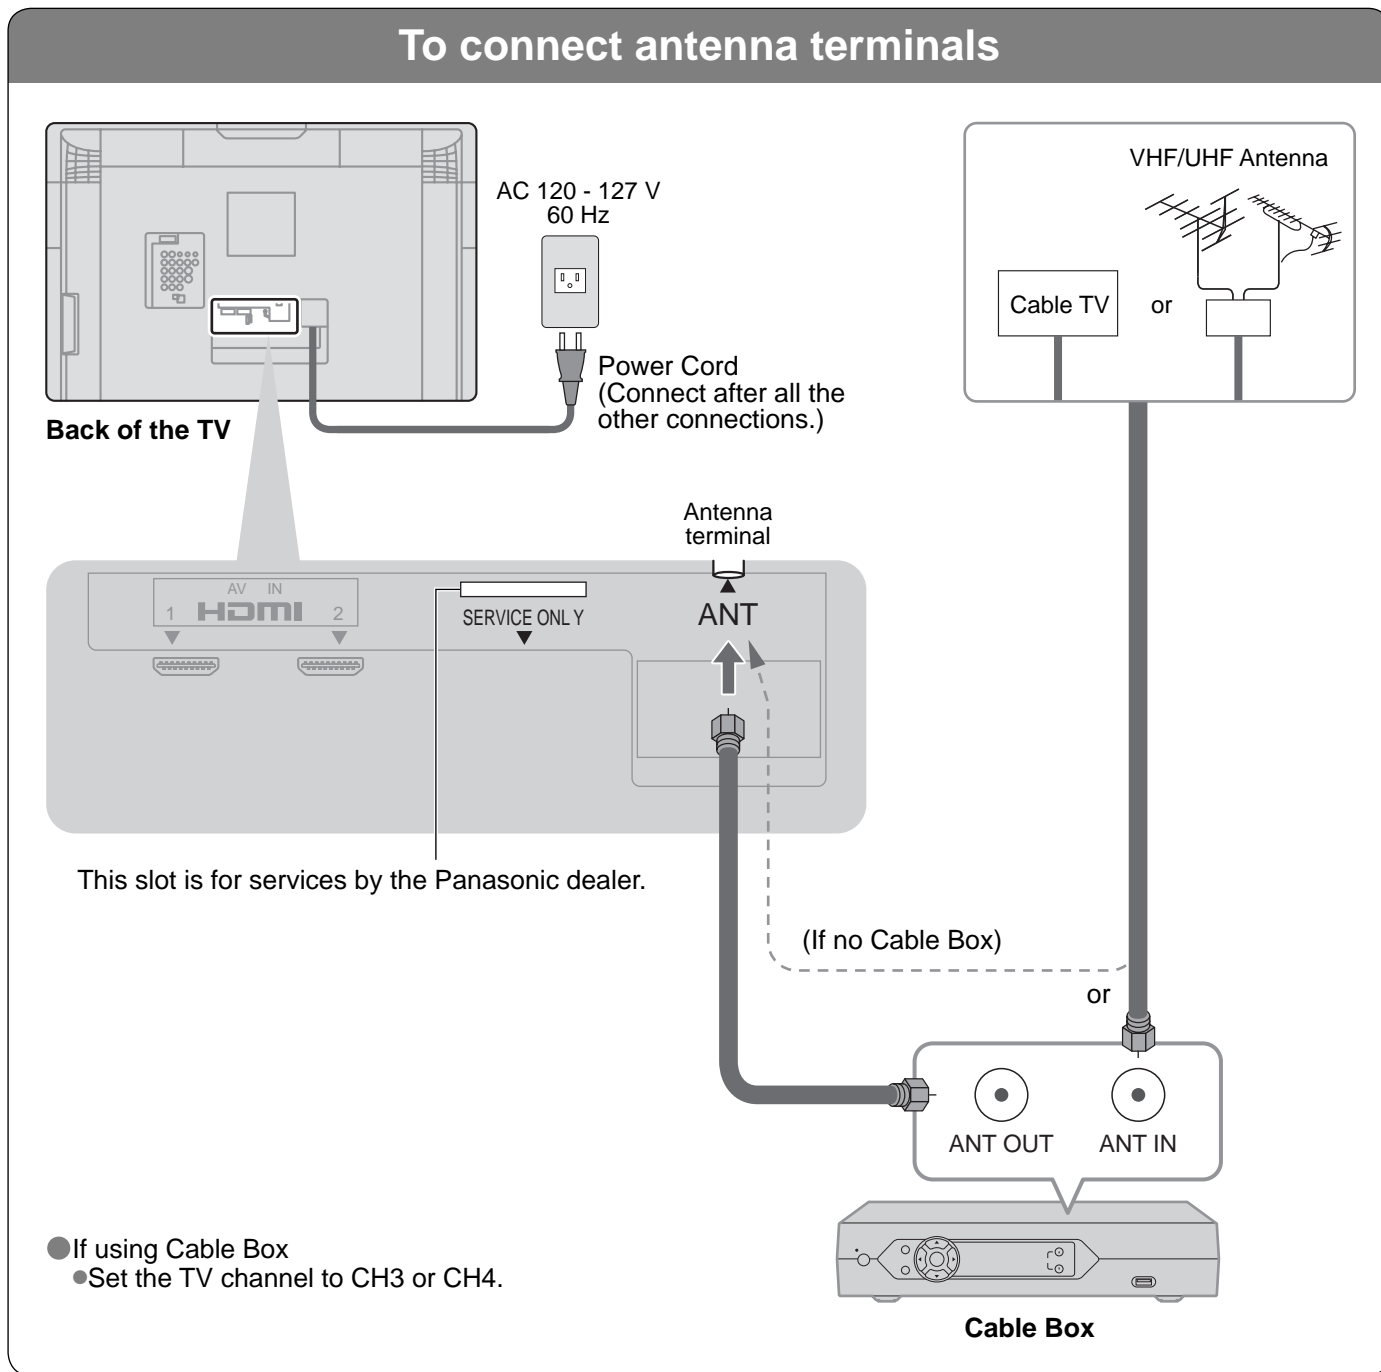 To connect antenna terminals
VHF/UHF Antenna
AC 120 - 127 V
60 Hz
Cable TV
or
Power Cord
(Connect after all the
other connections.)
Back of the TV
Antenna
terminal
AV IN
1 HDMI 2
SERVICE ONLY
ANT
This slot is for services by the Panasonic dealer.
(If no Cable Box)
or
ANT OUT
ANT IN
●If using Cable Box
●Set the TV channel to CH3 or CH4.
Cable Box